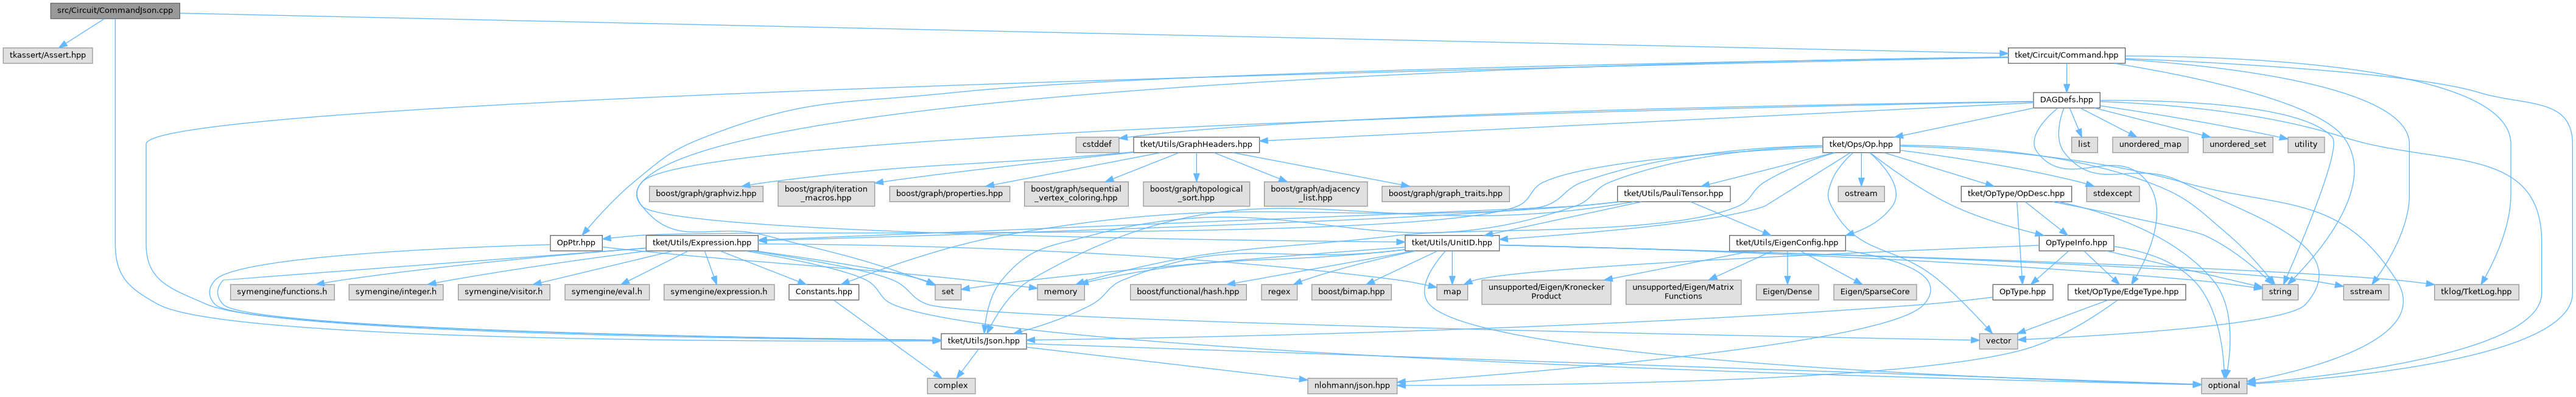 src/Circuit/CommandJson.cpp
tkassert/Assert.hpp
tket/Circuit/Command.hpp
DAGDefs.hpp
cstddef
tket/Utils/GraphHeaders.hpp
tket/Ops/Op.hpp
list
unordered_map
unordered_set
utility
boost/graph/graphviz.hpp
boost/graph/iteration
_macros.hpp
boost/graph/properties.hpp
boost/graph/sequential
_vertex_coloring.hpp
boost/graph/topological
_sort.hpp
boost/graph/adjacency
_list.hpp
boost/graph/graph_traits.hpp
tket/Utils/PauliTensor.hpp
ostream
tket/OpType/OpDesc.hpp
stdexcept
OpPtr.hpp
tket/Utils/Expression.hpp
tket/Utils/UnitID.hpp
tket/Utils/EigenConfig.hpp
OpTypeInfo.hpp
symengine/functions.h
symengine/integer.h
symengine/visitor.h
symengine/eval.h
symengine/expression.h
Constants.hpp
set
memory
boost/functional/hash.hpp
regex
boost/bimap.hpp
map
unsupported/Eigen/Kronecker
Product
unsupported/Eigen/Matrix
Functions
Eigen/Dense
Eigen/SparseCore
OpType.hpp
tket/OpType/EdgeType.hpp
string
sstream
tklog/TketLog.hpp
tket/Utils/Json.hpp
vector
complex
nlohmann/json.hpp
optional